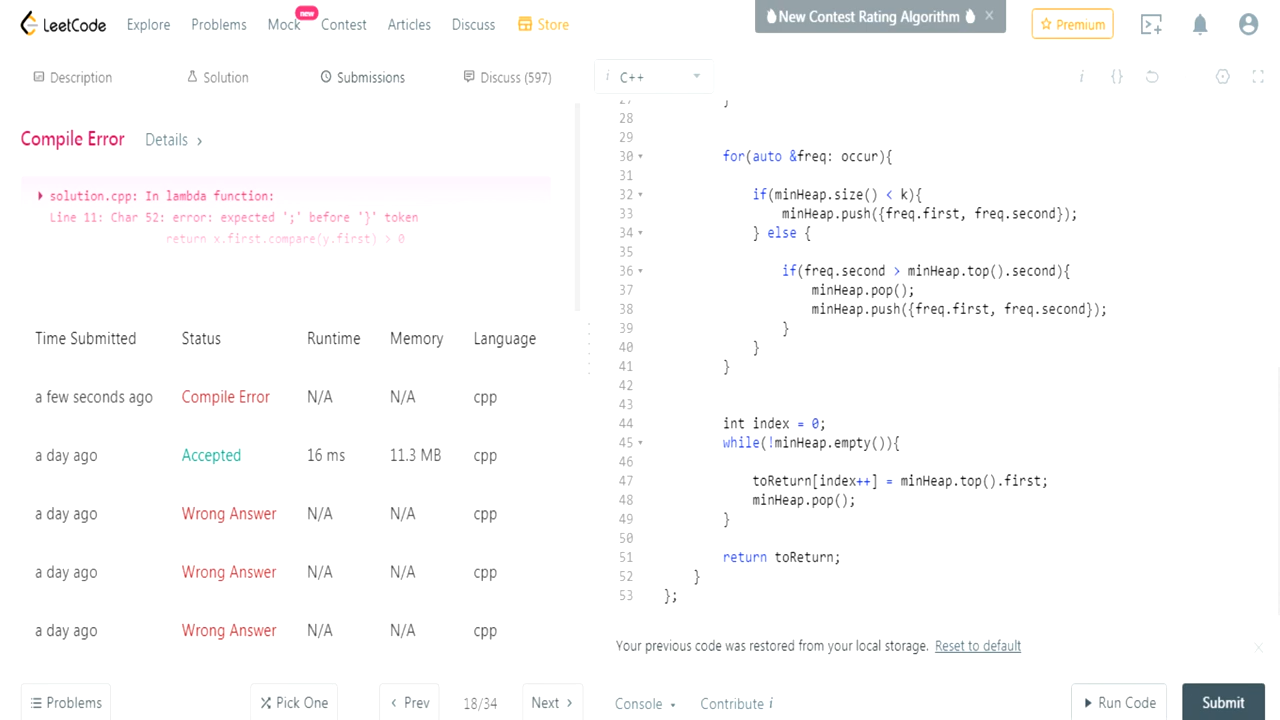 LeetCode Explore Problems Mock new Contest Articles Discuss Store
New Contest Rating Algorithm × Premium
Description Solution Submissions Discuss (597)
Compile Error Details >
solution.cpp: In lambda function:
Line 11: Char 52: error: expected ';' before '}' token
return x.first.compare(y.first) > 0
Time Submitted Status Runtime Memory Language
a few seconds ago Compile Error N/A N/A cpp
a day ago Accepted 16 ms 11.3 MB cpp
a day ago Wrong Answer N/A N/A cpp
a day ago Wrong Answer N/A N/A cpp
a day ago Wrong Answer N/A N/A cpp
Problems Pick One < Prev 18/34 Next >
i C++ i {}
27 }
28
29
30 for(auto &freq: occur){
31
32 if(minHeap.size() < k){
33 minHeap.push({freq.first, freq.second});
34 } else {
35
36 if(freq.second > minHeap.top().second){
37 minHeap.pop();
38 minHeap.push({freq.first, freq.second});
39 }
40 }
41 }
42
43
44 int index = 0;
45 while(!minHeap.empty()){
46
47 toReturn[index++] = minHeap.top().first;
48 minHeap.pop();
49 }
50
51 return toReturn;
52 }
53 };
Your previous code was restored from your local storage. Reset to default ×
Console Contribute i Run Code Submit